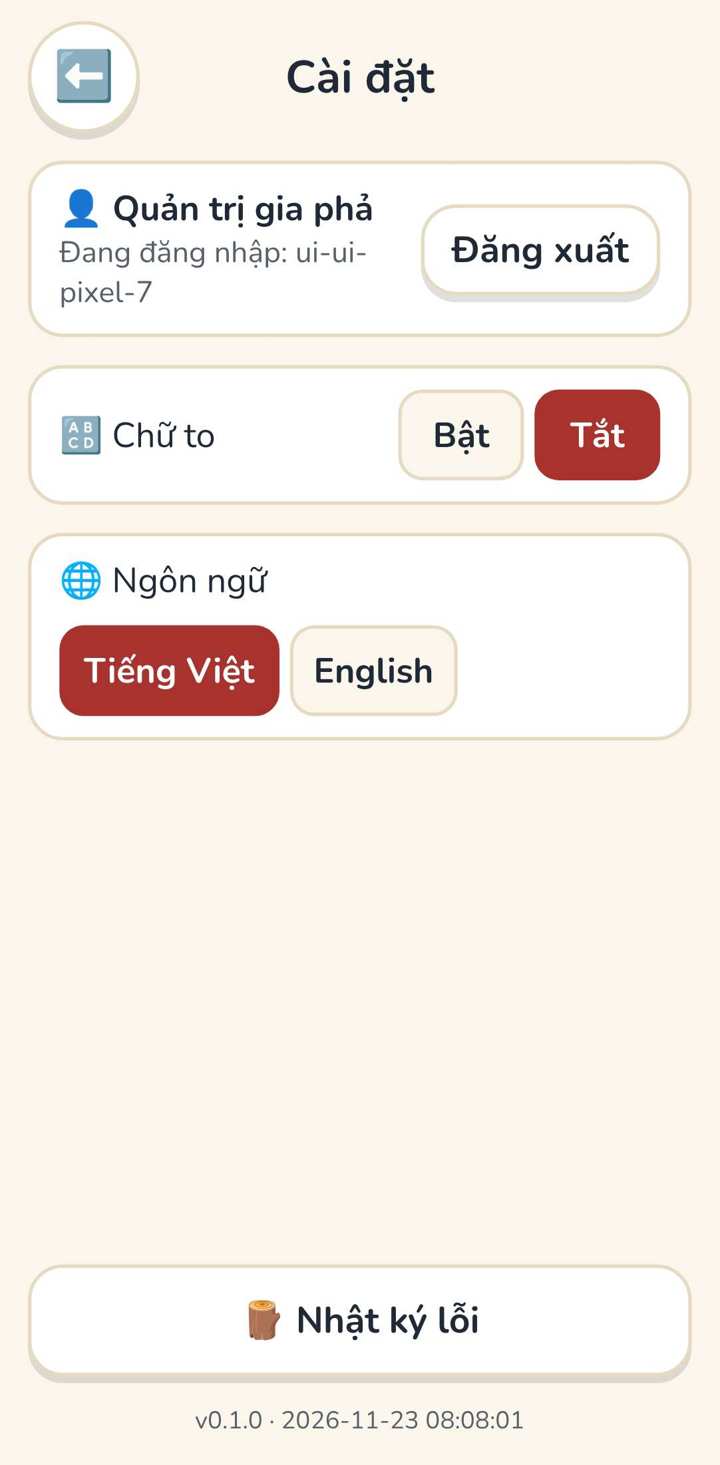 Cài đặt
Quản trị gia phả
Đang đăng nhập: ui-ui-
pixel-7
Đăng xuất
Chữ to
Bật
Tắt
Ngôn ngữ
Tiếng Việt
English
Nhật ký lỗi
v0.1.0 · 2026-11-23 08:08:01